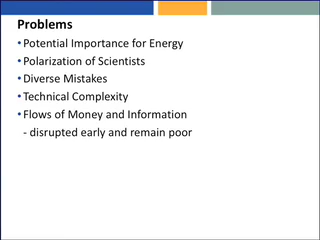 Problems
• Potential Importance for Energy
• Polarization of Scientists
• Diverse Mistakes
• Technical Complexity
• Flows of Money and Information
- disrupted early and remain poor